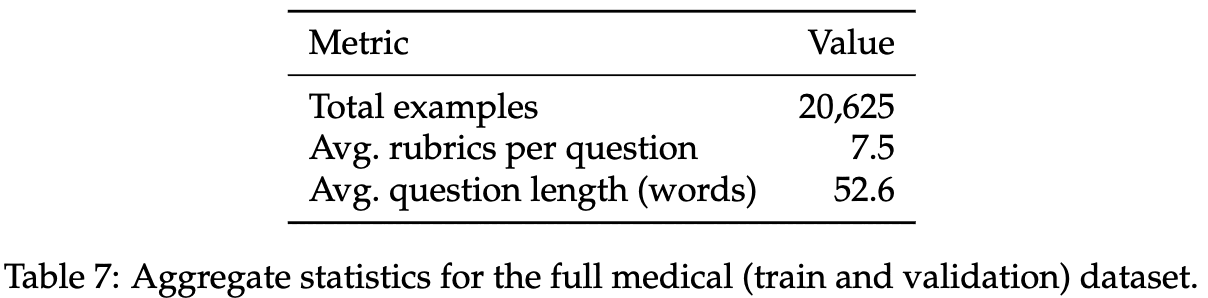 Metric Value
Total examples 20,625
Avg. rubrics per question 7.5
Avg. question length (words) 52.6
Table 7: Aggregate statistics for the full medical (train and validation) dataset.